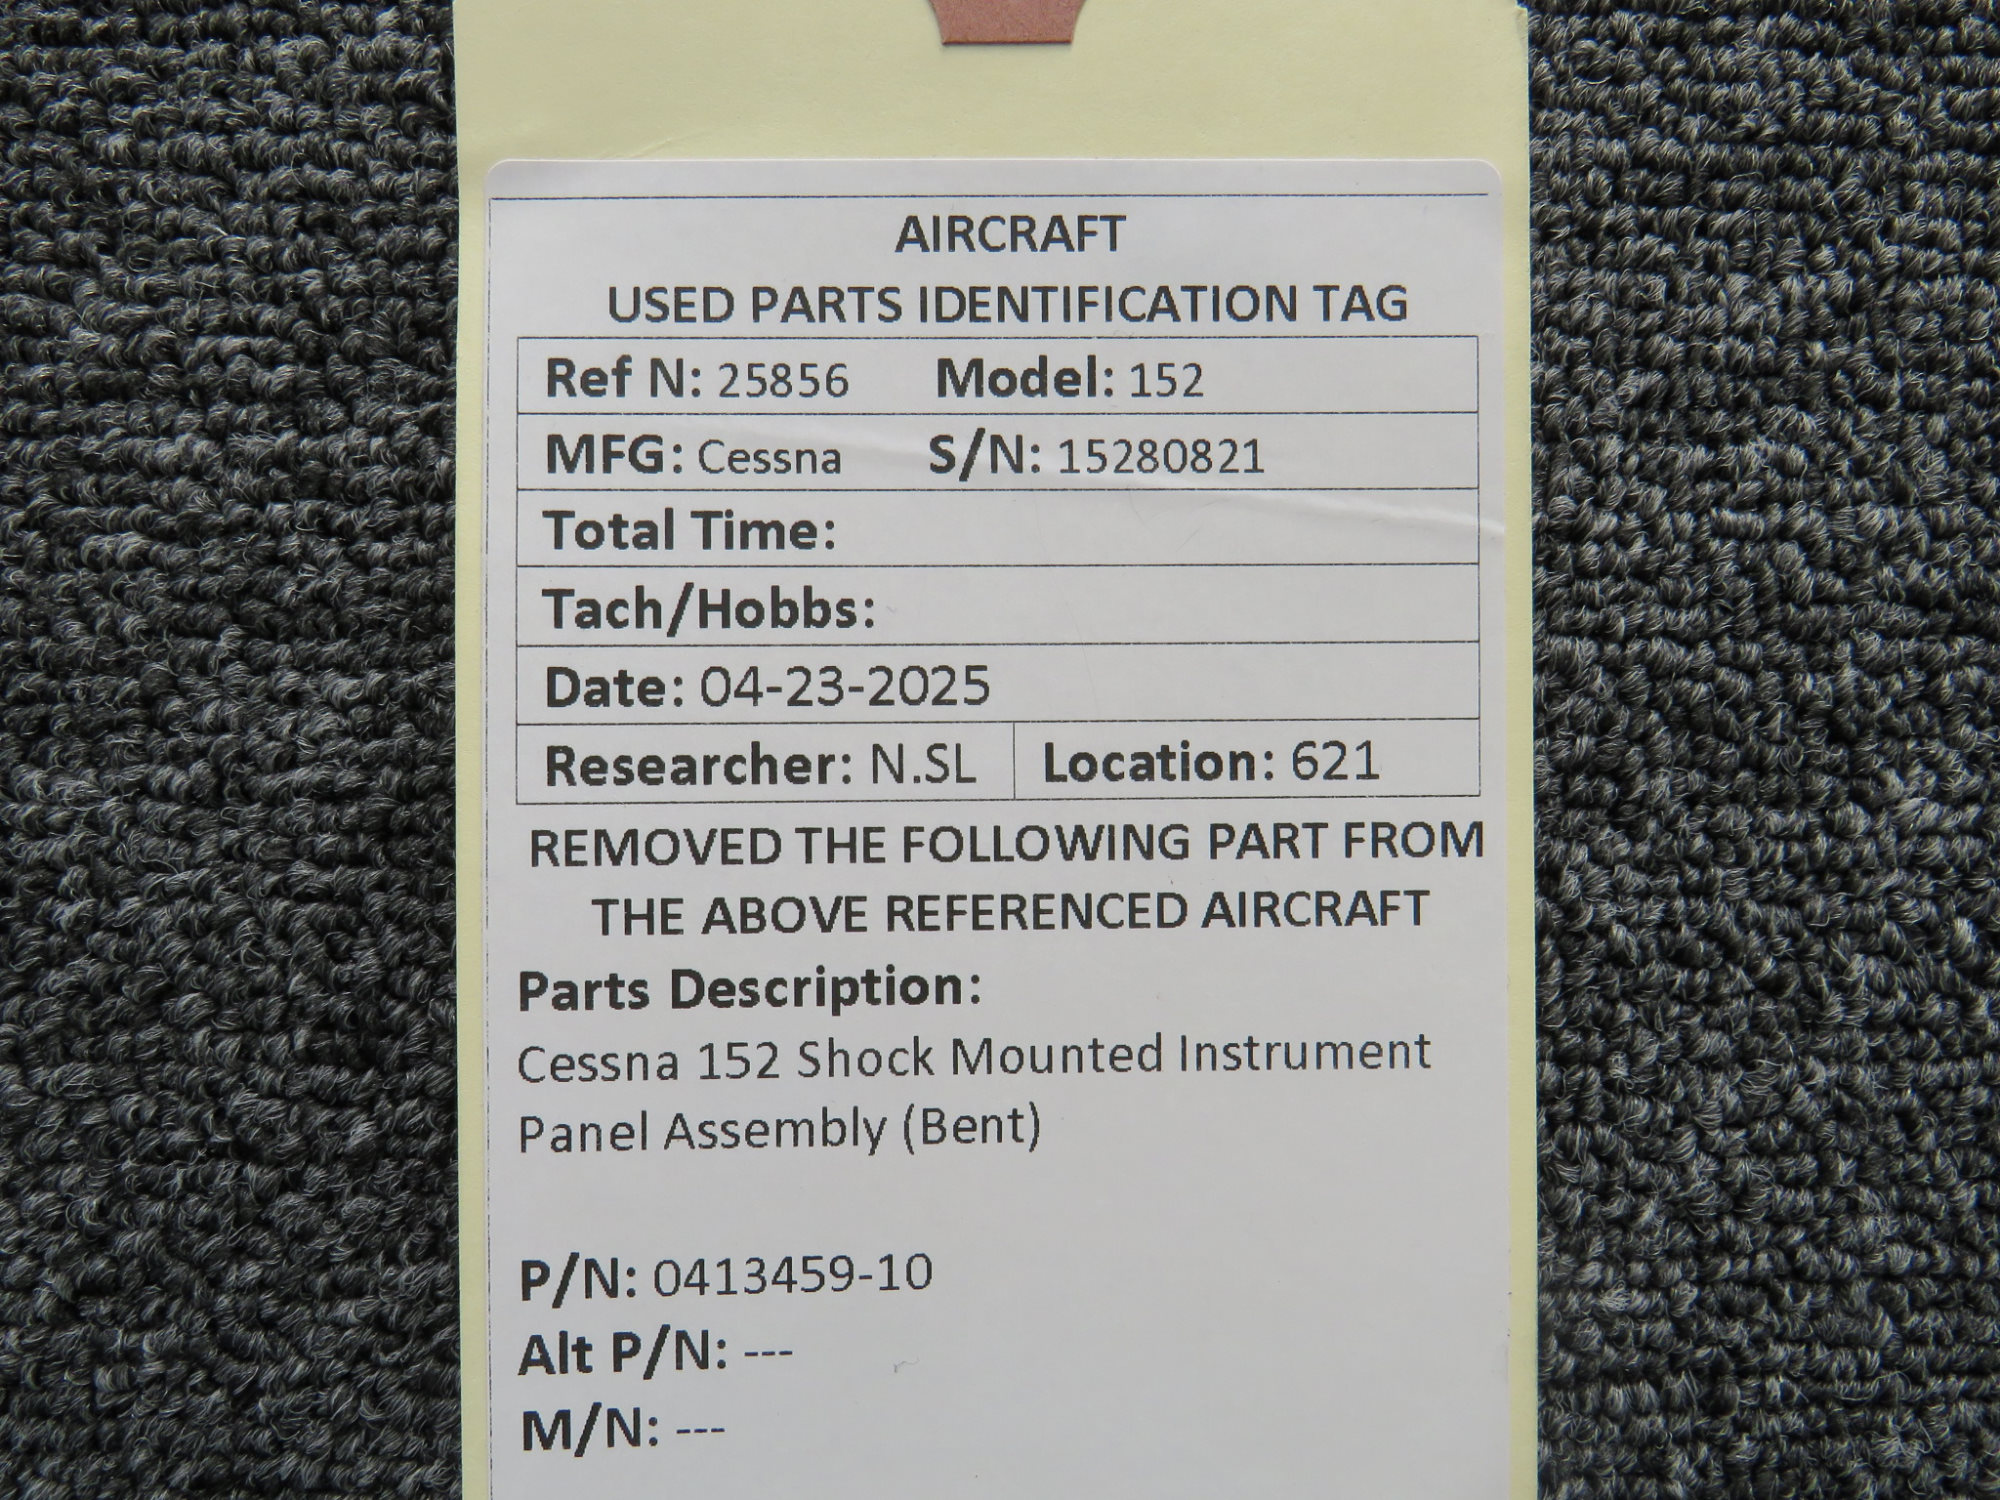 AIRCRAFT
USED PARTS IDENTIFICATION TAG
Ref N: 25856 Model: 152
MFG: Cessna S/N: 15280821
Total Time:
Tach/Hobbs:
Date: 04-23-2025
Researcher: N.SL Location: 621
REMOVED THE FOLLOWING PART FROM
THE ABOVE REFERENCED AIRCRAFT
Parts Description:
Cessna 152 Shock Mounted Instrument
Panel Assembly (Bent)
P/N: 0413459-10
Alt P/N: ---
M/N: ---